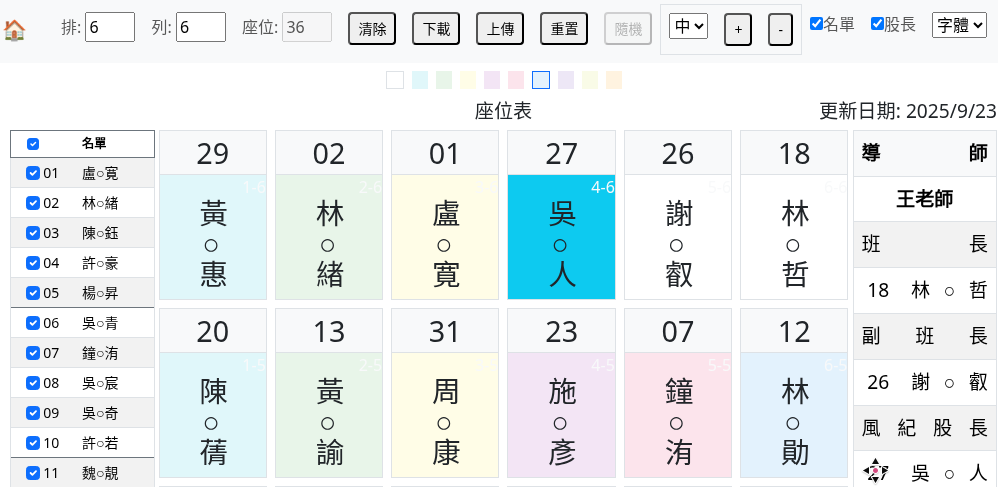 排: 6 列: 6 座位: 36 清除 下載 上傳 重置 隨機 中 + - 名單 股長 字體
座位表 更新日期: 2025/9/23
名單
01 盧○寛
02 林○緒
03 陳○鈺
04 許○豪
05 楊○昇
06 吳○青
07 鐘○洧
08 吳○宸
09 吳○奇
10 許○若
11 魏○靚
29 02 01 27 26 18
1-6 2-6 4-6 5-6 6-6
黃○惠 林○緒 盧○寛 吳○人 謝○叡 林○哲
20 13 31 23 07 12
1-5 2-5 4-5 5-5 6-5
陳○蒨 黃○諭 周○康 施○彥 鐘○洧 林○勛
導師
王老師
班長
18 林○哲
副班長
26 謝○叡
風紀股長
27 吳○人